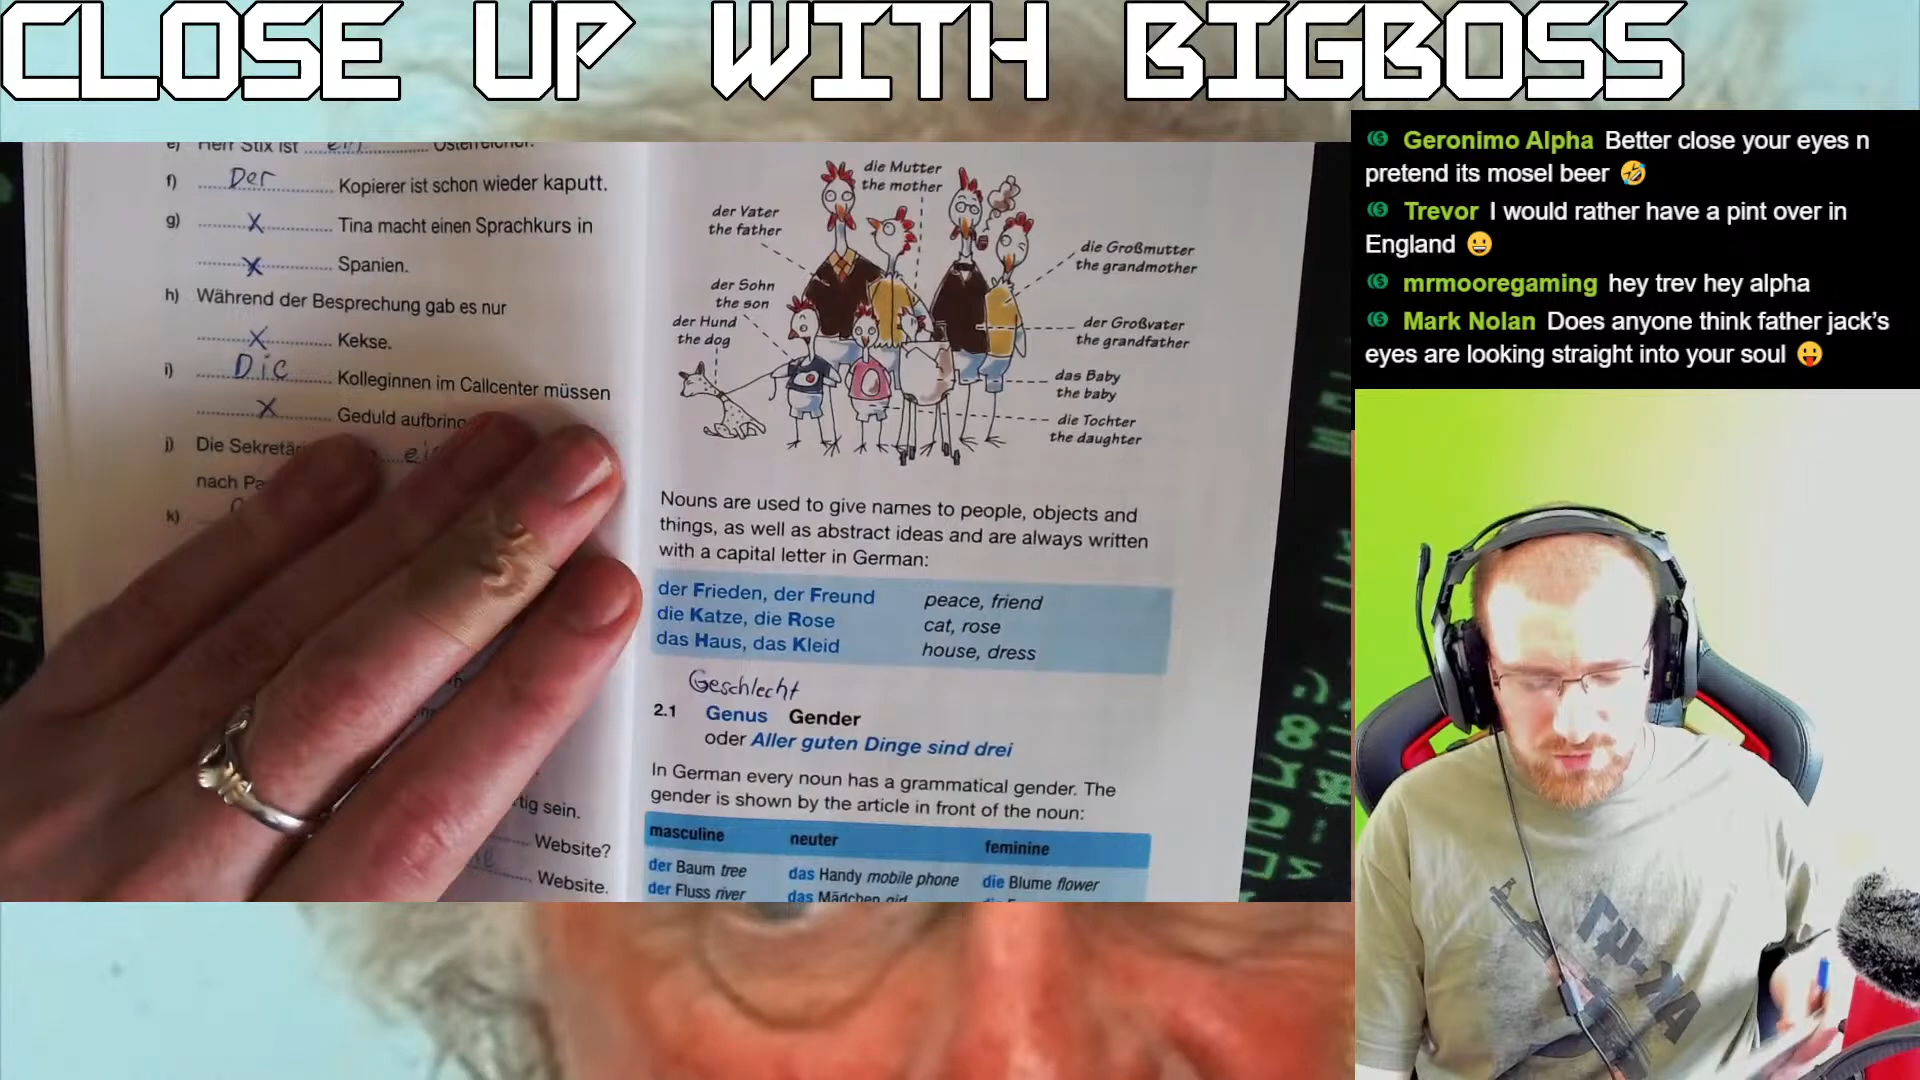 CLOSE UP WITH BIGBOSS
e) Herr Stix ist ein Österreicher.
f) Der Kopierer ist schon wieder kaputt.
g) X Tina macht einen Sprachkurs in
X Spanien.
h) Während der Besprechung gab es nur
X Kekse.
i) Die Kolleginnen im Callcenter müssen
X Geduld
j) Die
nach
k)
tig sein.
Website?
Website.
die Mutter
the mother
der Vater
the father
die Großmutter
the grandmother
der Sohn
the son
der Hund
the dog
der Großvater
the grandfather
das Baby
the baby
die Tochter
the daughter
Nouns are used to give names to people, objects and
things, as well as abstract ideas and are always written
with a capital letter in German:
der Frieden, der Freund peace, friend
die Katze, die Rose cat, rose
das Haus, das Kleid house, dress
Geschlecht
2.1 Genus Gender
oder Aller guten Dinge sind drei
In German every noun has a grammatical gender. The
gender is shown by the article in front of the noun:
masculine neuter feminine
der Baum tree das Handy mobile phone die Blume flower
der Fluss river das Mädchen girl
Geronimo Alpha Better close your eyes n
pretend its mosel beer 🤣
Trevor I would rather have a pint over in
England 😀
mrmooregaming hey trev hey alpha
Mark Nolan Does anyone think father jack's
eyes are looking straight into your soul 😛